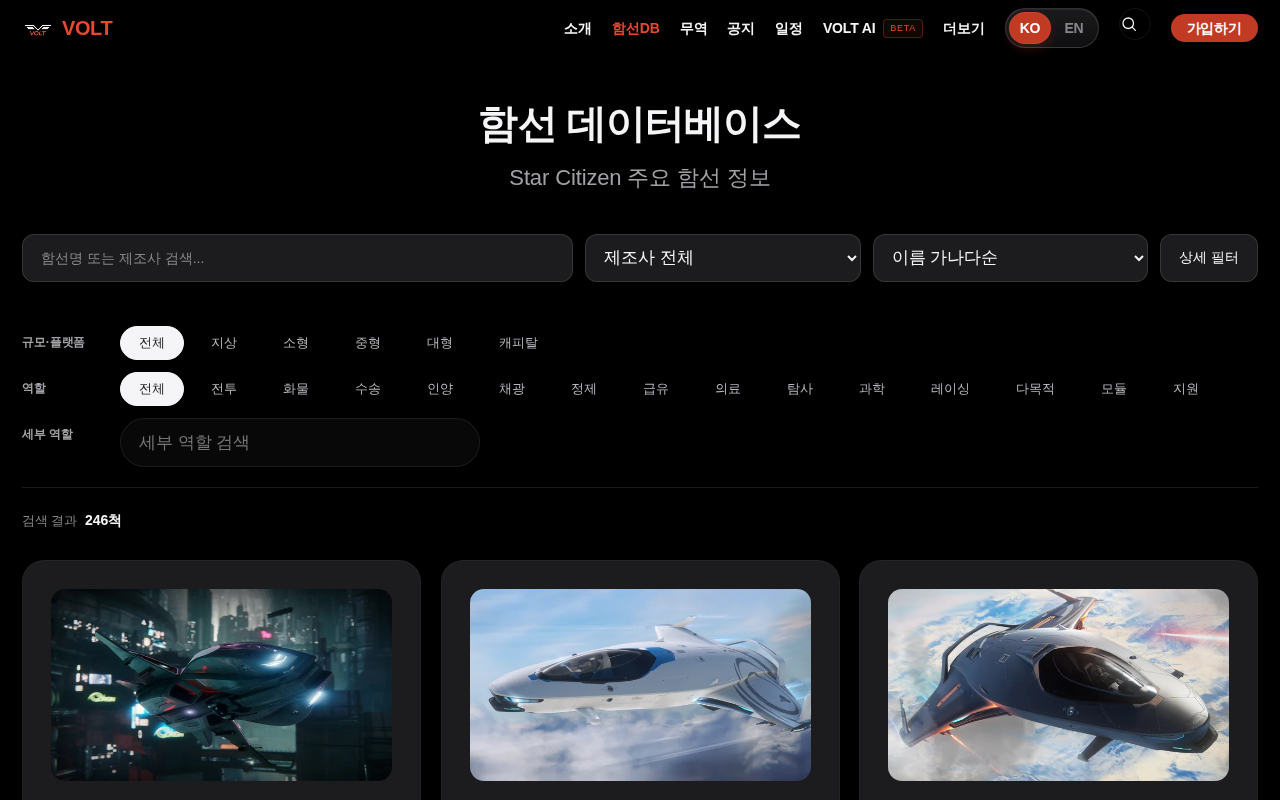 VOLT 소개 함선DB 무역 공지 일정 VOLT AI BETA 더보기 KO EN 가입하기
함선 데이터베이스
Star Citizen 주요 함선 정보
함선명 또는 제조사 검색... 제조사 전체 이름 가나다순 상세 필터
규모·플랫폼 전체 지상 소형 중형 대형 캐피탈
역할 전체 전투 화물 수송 인양 채광 정제 급유 의료 탐사 과학 레이싱 다목적 모듈 지원
세부 역할 세부 역할 검색
검색 결과 246척